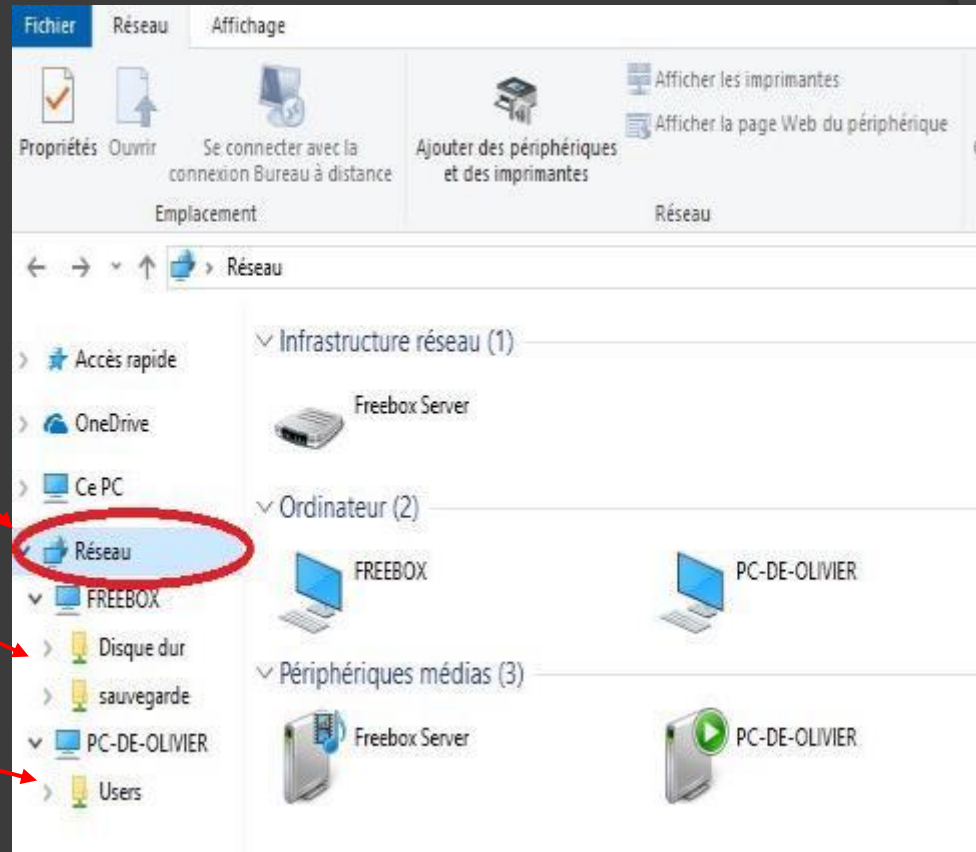 Fichier Réseau Affichage
Afficher les imprimantes
Afficher la page Web du périphérique
Propriétés Ouvrir Se connecter avec la
connexion Bureau à distance
Ajouter des périphériques
et des imprimantes
Emplacement Réseau
Réseau
Accès rapide
OneDrive
Ce PC
Réseau
FREEBOX
Disque dur
sauvegarde
PC-DE-OLIVIER
Users
Infrastructure réseau (1)
Freebox Server
Ordinateur (2)
FREEBOX PC-DE-OLIVIER
Périphériques médias (3)
Freebox Server PC-DE-OLIVIER